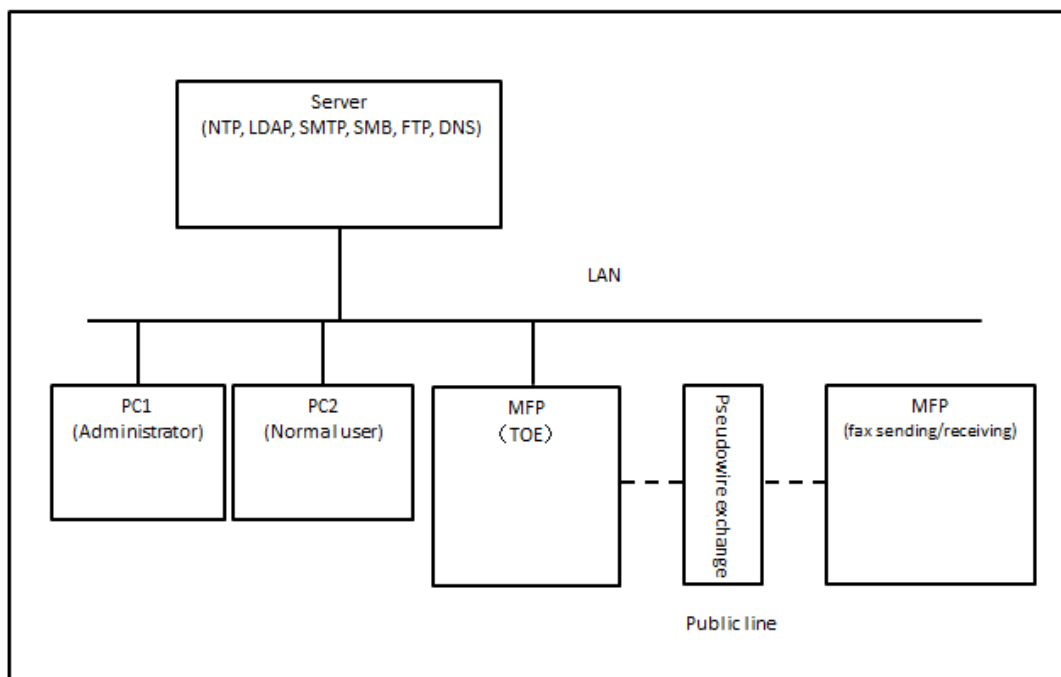 Server
(NTP, LDAP, SMTP, SMB, FTP, DNS)
LAN
PC1
(Administrator)
PC2
(Normal user)
MFP
（TOE）
Pseudowire exchange
MFP
(fax sending/receiving)
Public line